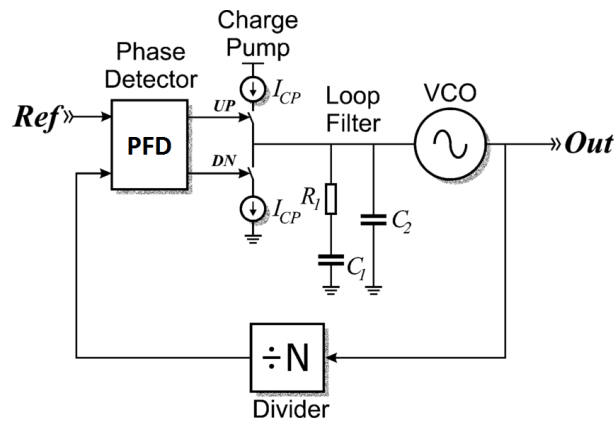 Charge
Pump
Phase
Detector
I_CP
Loop
Filter
VCO
UP
Ref
PFD
Out
DN
R_1
I_CP
C_2
C_1
÷N
Divider